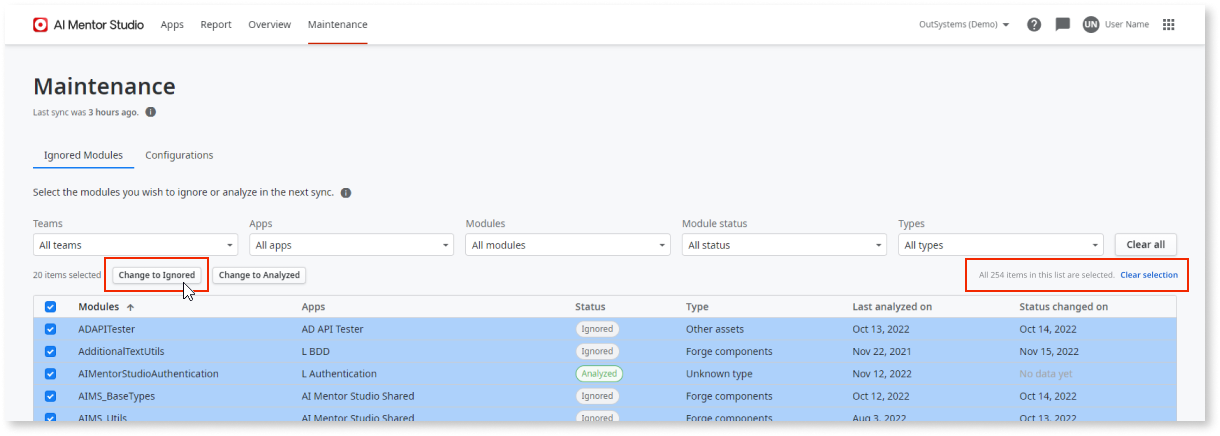 AI Mentor Studio Apps Report Overview Maintenance OutSystems (Demo) UN User Name
Maintenance
Last sync was 3 hours ago.
Ignored Modules Configurations
Select the modules you wish to ignore or analyze in the next sync.
Teams Apps Modules Module status Types
All teams All apps All modules All status All types Clear all
20 items selected Change to Ignored Change to Analyzed All 254 items in this list are selected. Clear selection
Modules Apps Status Type Last analyzed on Status changed on
ADAPITester AD API Tester Ignored Other assets Oct 13, 2022 Oct 14, 2022
AdditionalTextUtils L BDD Ignored Forge components Nov 22, 2021 Nov 15, 2022
AIMentorStudioAuthentication L Authentication Analyzed Unknown type Nov 12, 2022 No data yet
AIMS_BaseTypes AI Mentor Studio Shared Ignored Forge components Oct 12, 2022 Oct 14, 2022
AIMS_Utils AI Mentor Studio Shared Ignored Forge components Aug 3, 2022 Oct 13, 2022